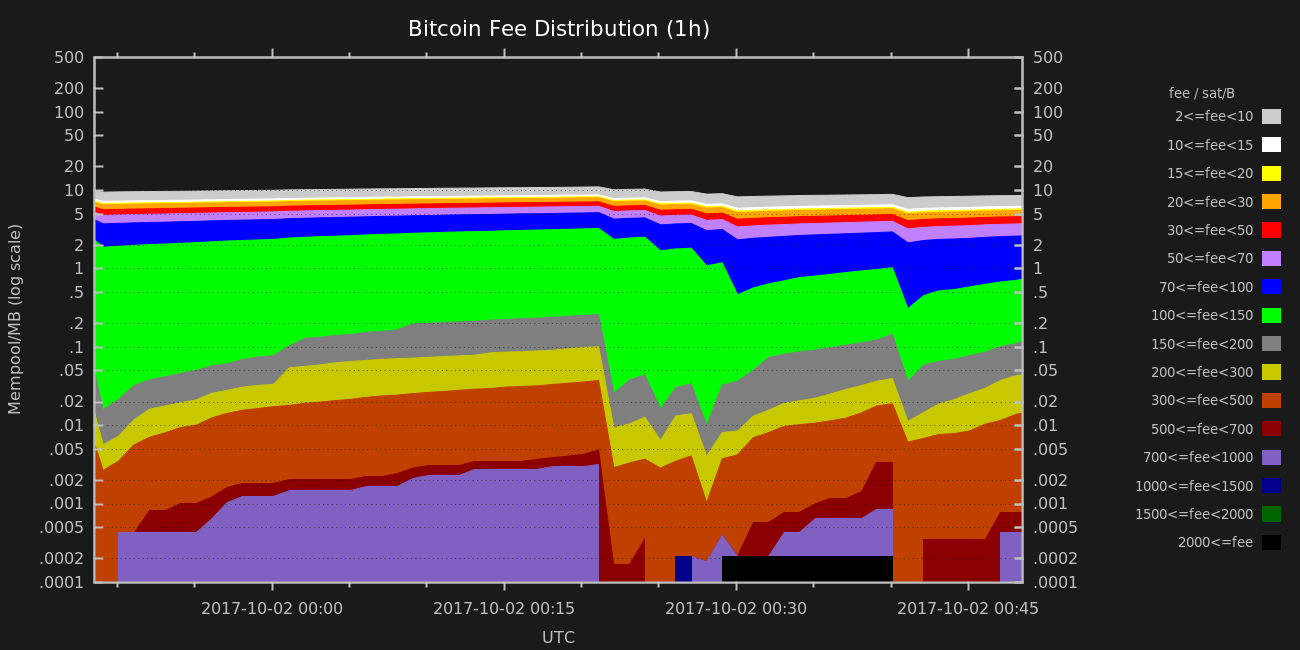 Bitcoin Fee Distribution (1h)
500 500
200 200
100 100
50 50
20 20
10 10
5 5
2 2
1 1
.5 .5
.2 .2
.1 .1
.05 .05
.02 .02
.01 .01
.005 .005
.002 .002
.001 .001
.0005 .0005
.0002 .0002
.0001 .0001
Mempool/MB (log scale)
2017-10-02 00:00 2017-10-02 00:15 2017-10-02 00:30 2017-10-02 00:45
UTC
fee / sat/B
2<=fee<10
10<=fee<15
15<=fee<20
20<=fee<30
30<=fee<50
50<=fee<70
70<=fee<100
100<=fee<150
150<=fee<200
200<=fee<300
300<=fee<500
500<=fee<700
700<=fee<1000
1000<=fee<1500
1500<=fee<2000
2000<=fee